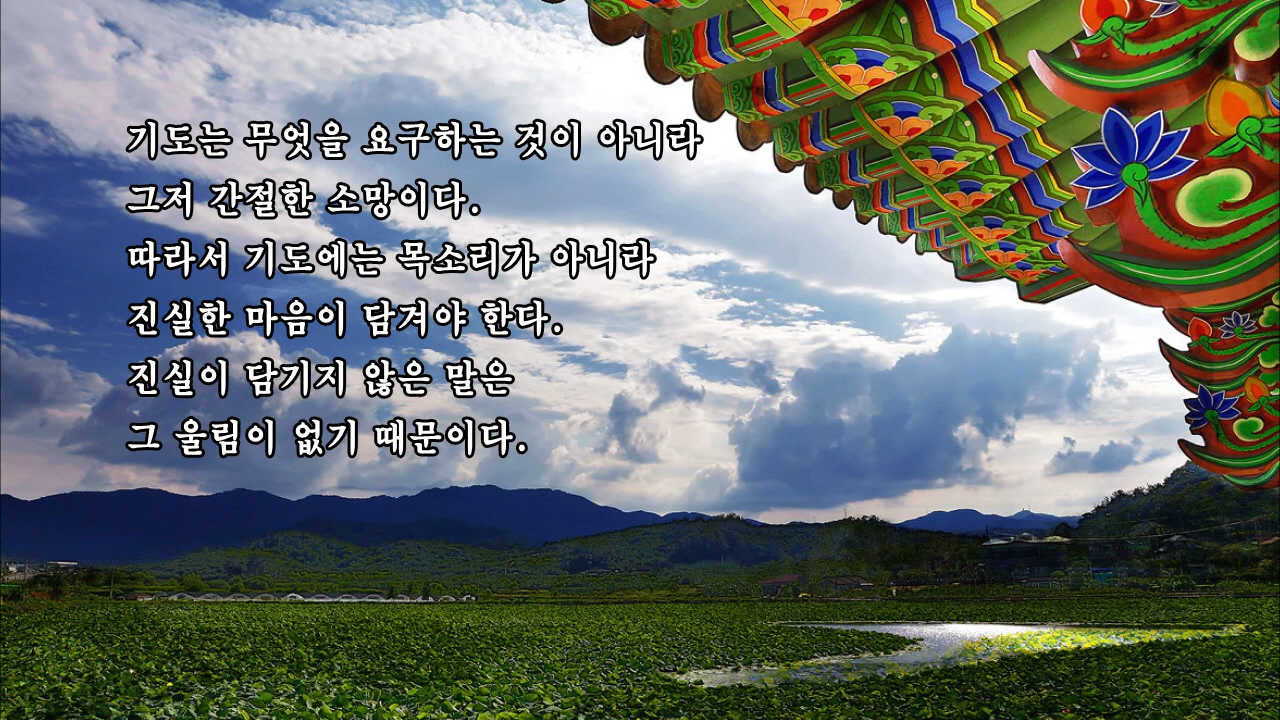 기도는 무엇을 요구하는 것이 아니라
그저 간절한 소망이다.
따라서 기도에는 목소리가 아니라
진실한 마음이 담겨야 한다.
진실이 담기지 않은 말은
그 울림이 없기 때문이다.